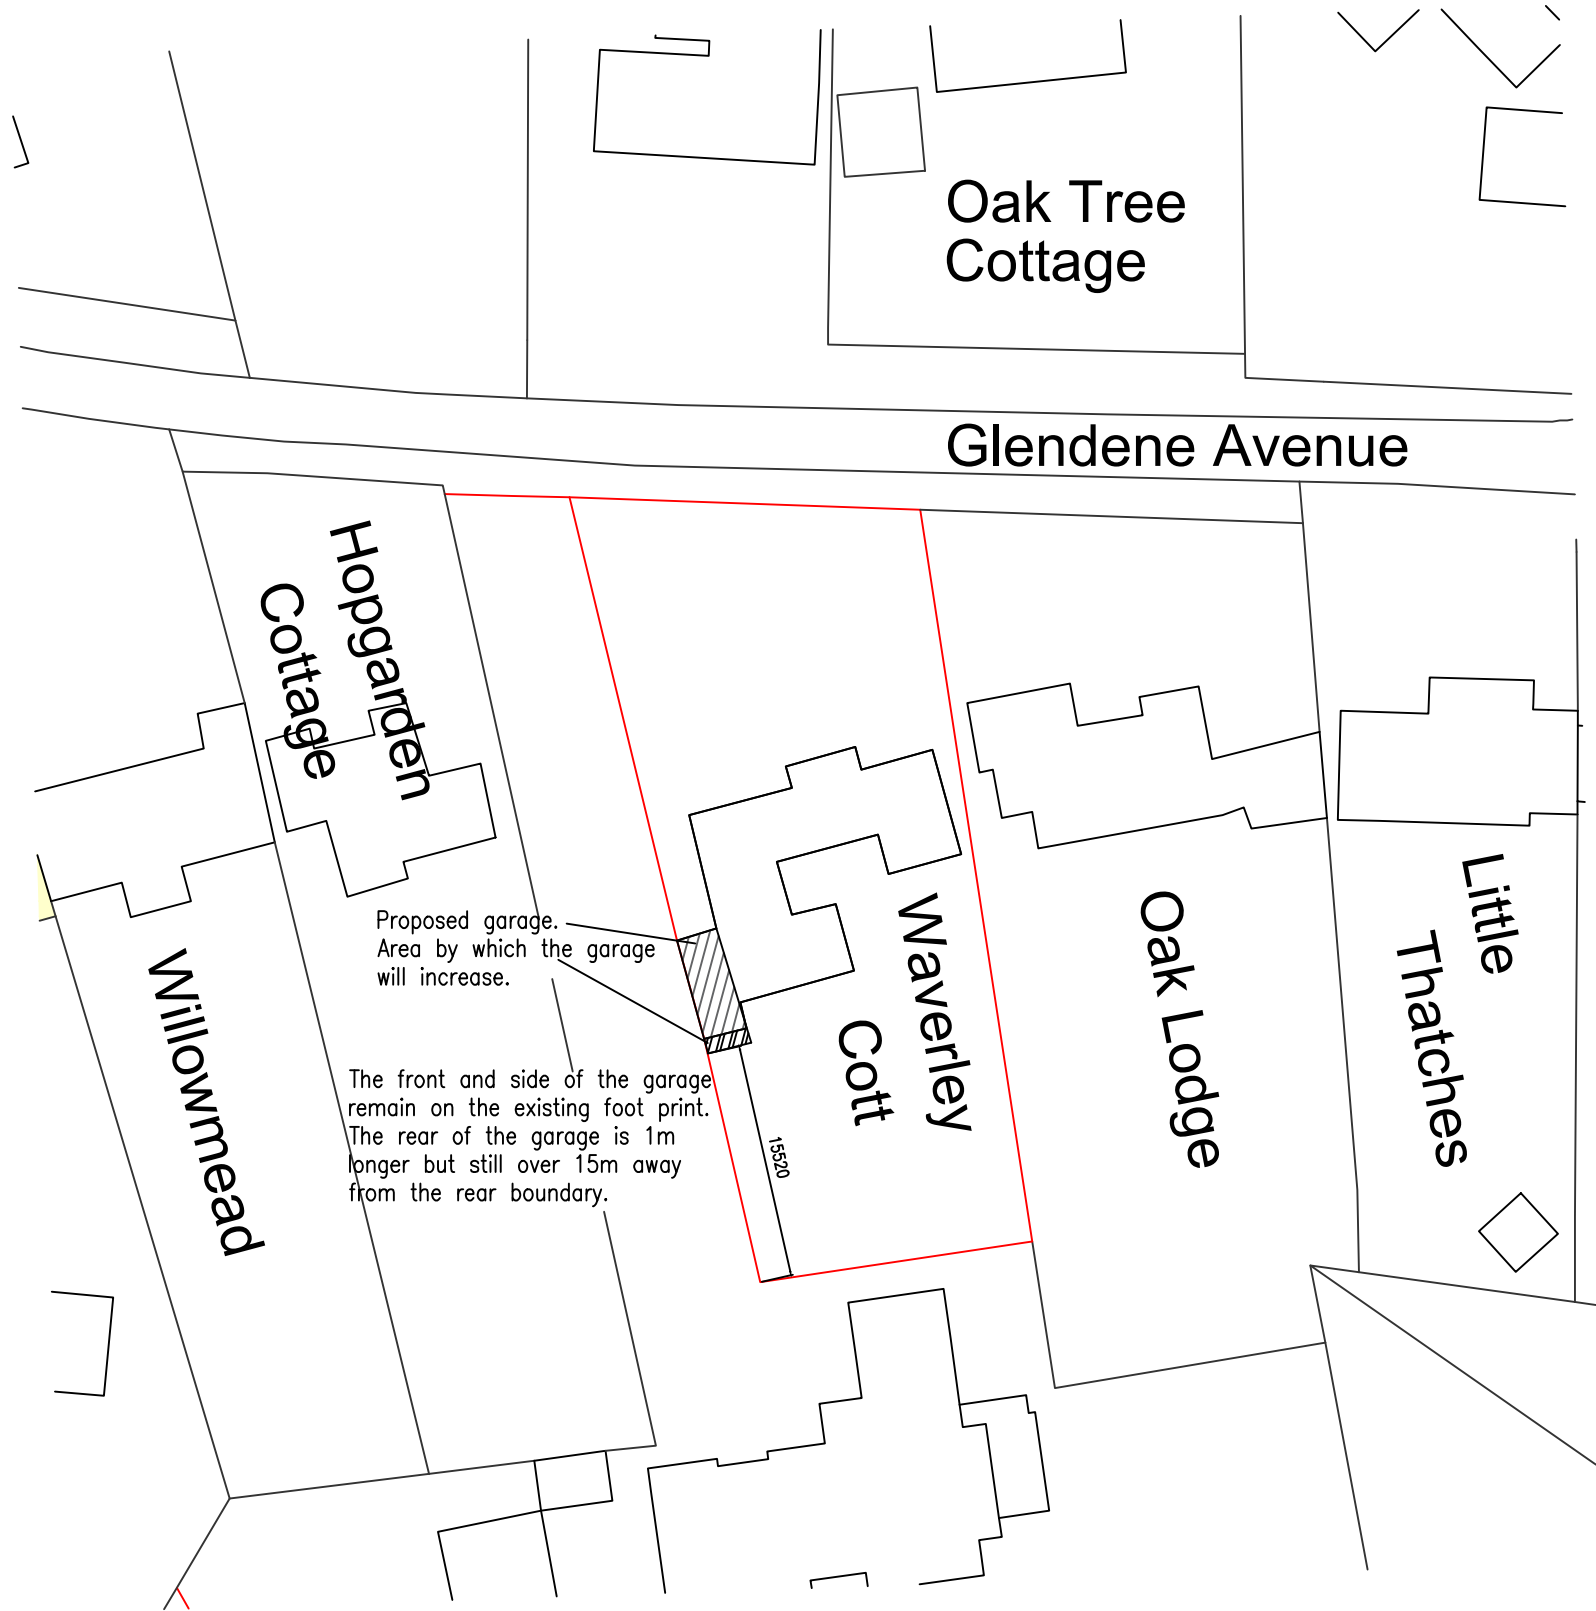 Oak Tree
Cottage
Glendene Avenue
Hopgarden
Cottage
Proposed garage.
Area by which the garage
will increase.
The front and side of the garage
remain on the existing foot print.
The rear of the garage is 1m
longer but still over 15m away
from the rear boundary.
15520
Willowmead
Waverley
Cott
Oak Lodge
Little
Thatches